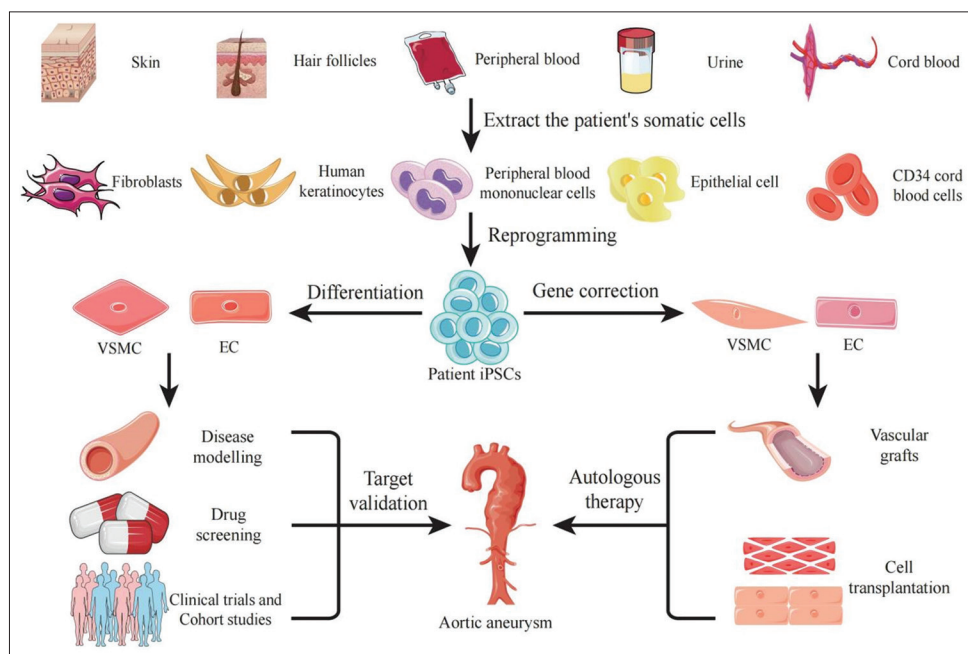 Skin
Hair follicles
Peripheral blood
Urine
Cord blood
Extract the patient's somatic cells
Fibroblasts
Human
keratinocytes
Peripheral blood
mononuclear cells
Epithelial cell
CD34 cord
blood cells
Reprogramming
Differentiation
Gene correction
VSMC
EC
Patient iPSCs
VSMC
EC
Disease
modelling
Vascular
grafts
Target
validation
Autologous
therapy
Drug
screening
Clinical trials and
Cohort studies
Aortic aneurysm
Cell
transplantation